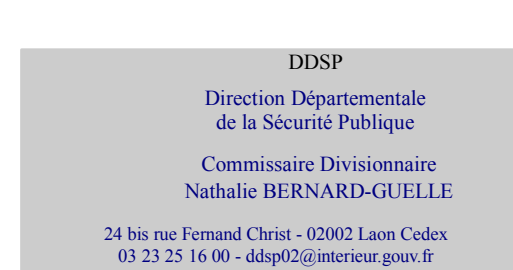 DDSP
Direction Départementale
de la Sécurité Publique
Commissaire Divisionnaire
Nathalie BERNARD-GUELLE
24 bis rue Fernand Christ - 02002 Laon Cedex
03 23 25 16 00 - ddsp02@interieur.gouv.fr